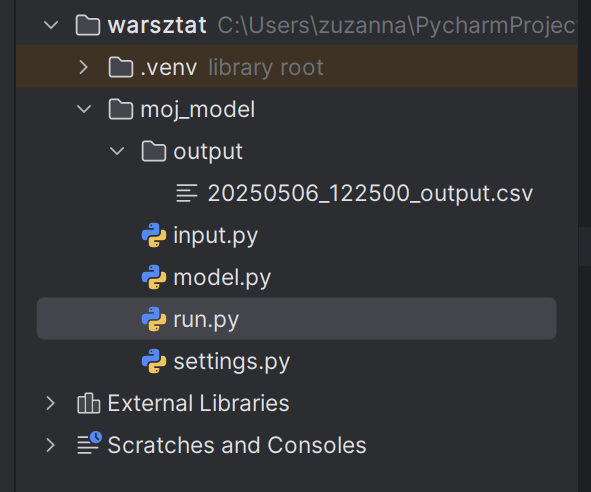 warsztat C:\Users\zuzanna\PycharmProjec
.venv library root
moj_model
output
20250506_122500_output.csv
input.py
model.py
run.py
settings.py
External Libraries
Scratches and Consoles